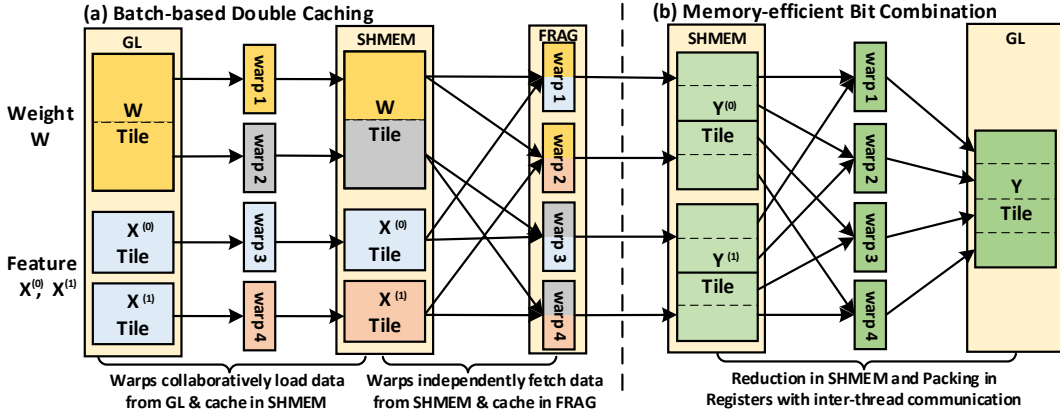 (a) Batch-based Double Caching
(b) Memory-efficient Bit Combination
GL
SHMEM
FRAG
SHMEM
GL
Weight
W
Feature
X⁽⁰⁾, X⁽¹⁾
W
Tile
X⁽⁰⁾
Tile
X⁽¹⁾
Tile
warp 1
warp 2
warp 3
warp 4
W
Tile
X⁽⁰⁾
Tile
X⁽¹⁾
Tile
warp 1
warp 2
warp 3
warp 4
Y⁽⁰⁾
Tile
Y⁽¹⁾
Tile
warp 1
warp 2
warp 3
warp 4
Y
Tile
Warps collaboratively load data
from GL & cache in SHMEM
Warps independently fetch data
from SHMEM & cache in FRAG
Reduction in SHMEM and Packing in
Registers with inter-thread communication